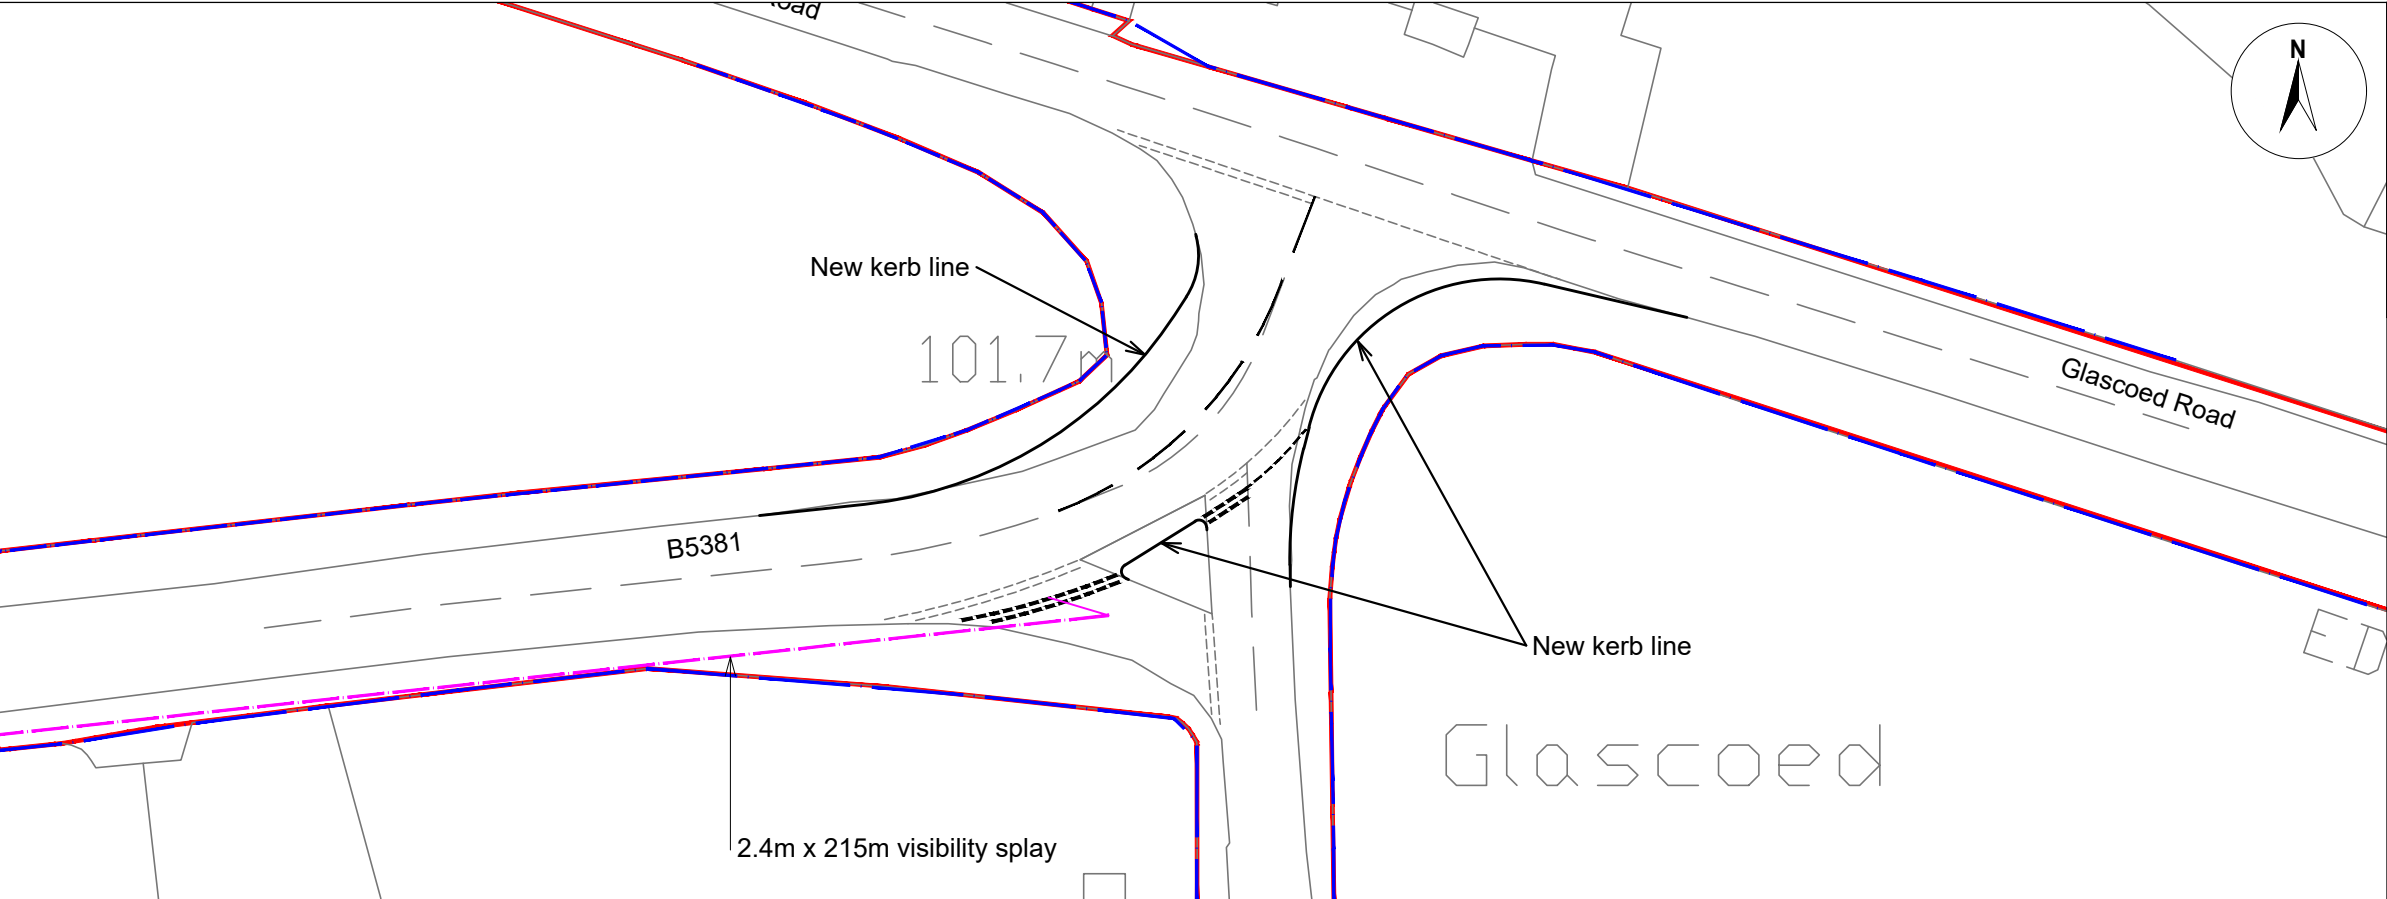 N
New kerb line
101.7m
Glascoed Road
B5381
New kerb line
Glascoed
2.4m x 215m visibility splay